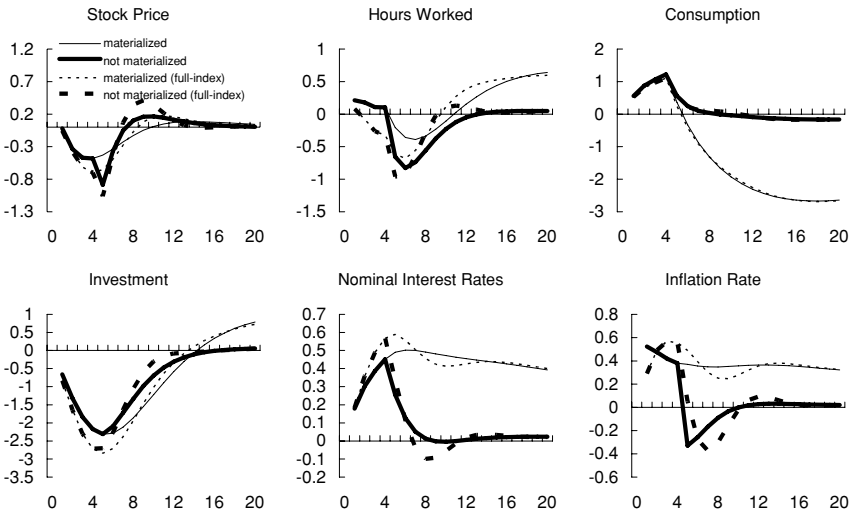 Stock Price
Hours Worked
Consumption
1.2
0.7
0.2
-0.3
-0.8
-1.3
materialized
not materialized
materialized (full-index)
not materialized (full-index)
0 4 8 12 16 20
1
0.5
0
-0.5
-1
-1.5
0 4 8 12 16 20
2
1
0
-1
-2
-3
0 4 8 12 16 20
Investment
Nominal Interest Rates
Inflation Rate
1
0.5
0
-0.5
-1
-1.5
-2
-2.5
-3
-3.5
0 4 8 12 16 20
0.7
0.6
0.5
0.4
0.3
0.2
0.1
0
-0.1
-0.2
0 4 8 12 16 20
0.8
0.6
0.4
0.2
0
-0.2
-0.4
-0.6
0 4 8 12 16 20